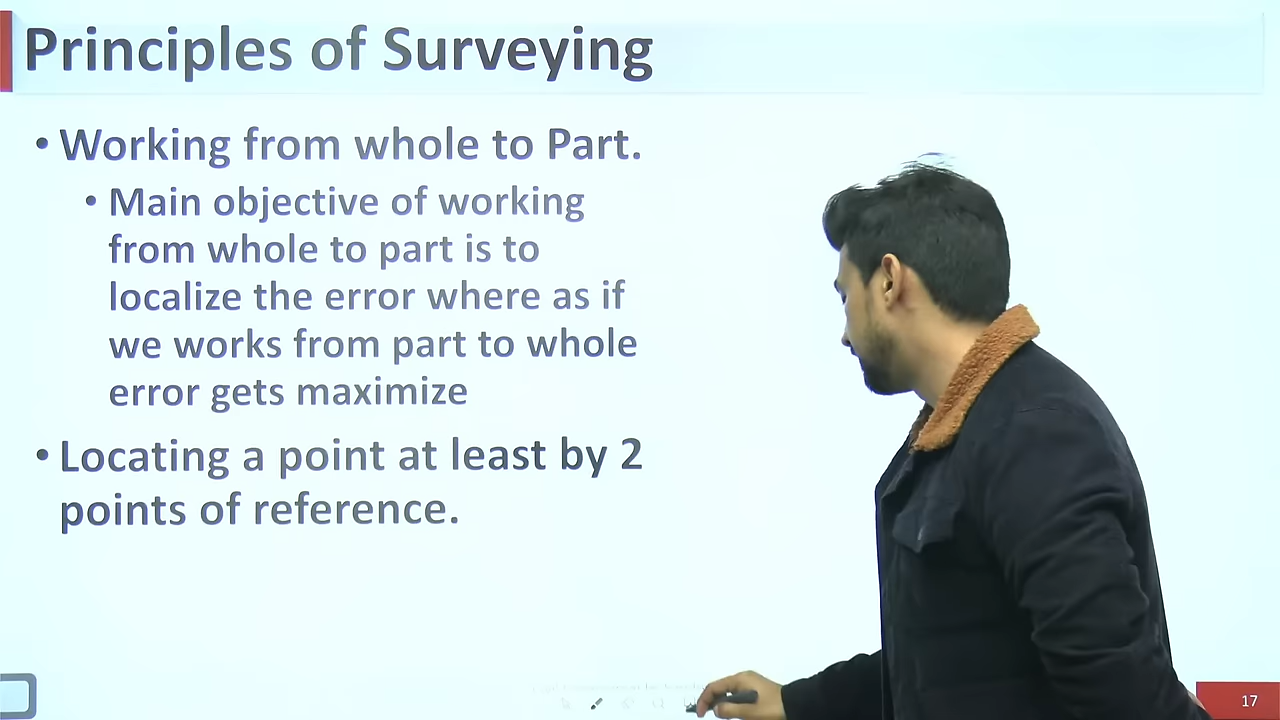 Principles of Surveying
• Working from whole to Part.
• Main objective of working
from whole to part is to
localize the error where as if
we works from part to whole
error gets maximize
• Locating a point at least by 2
points of reference.
17